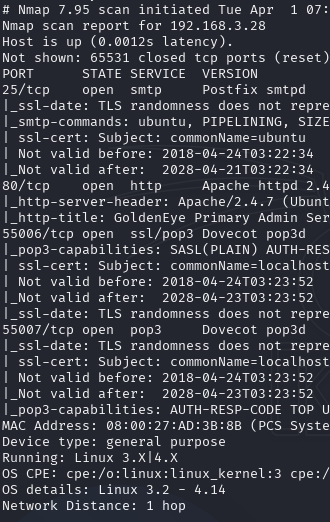 # Nmap 7.95 scan initiated Tue Apr  1 07:
Nmap scan report for 192.168.3.28
Host is up (0.0012s latency).
Not shown: 65531 closed tcp ports (reset)
PORT      STATE SERVICE  VERSION
25/tcp    open  smtp     Postfix smtpd
|_ssl-date: TLS randomness does not repre
|_smtp-commands: ubuntu, PIPELINING, SIZE
| ssl-cert: Subject: commonName=ubuntu
| Not valid before: 2018-04-24T03:22:34
|_Not valid after:  2028-04-21T03:22:34
80/tcp    open  http     Apache httpd 2.4
|_http-server-header: Apache/2.4.7 (Ubunt
|_http-title: GoldenEye Primary Admin Ser
55006/tcp open  ssl/pop3 Dovecot pop3d
|_pop3-capabilities: SASL(PLAIN) AUTH-RES
| ssl-cert: Subject: commonName=localhost
| Not valid before: 2018-04-24T03:23:52
|_Not valid after:  2028-04-23T03:23:52
|_ssl-date: TLS randomness does not repre
55007/tcp open  pop3     Dovecot pop3d
|_ssl-date: TLS randomness does not repre
| ssl-cert: Subject: commonName=localhost
| Not valid before: 2018-04-24T03:23:52
|_Not valid after:  2028-04-23T03:23:52
|_pop3-capabilities: AUTH-RESP-CODE TOP U
MAC Address: 08:00:27:AD:3B:8B (PCS Syste
Device type: general purpose
Running: Linux 3.X|4.X
OS CPE: cpe:/o:linux:linux_kernel:3 cpe:/
OS details: Linux 3.2 - 4.14
Network Distance: 1 hop